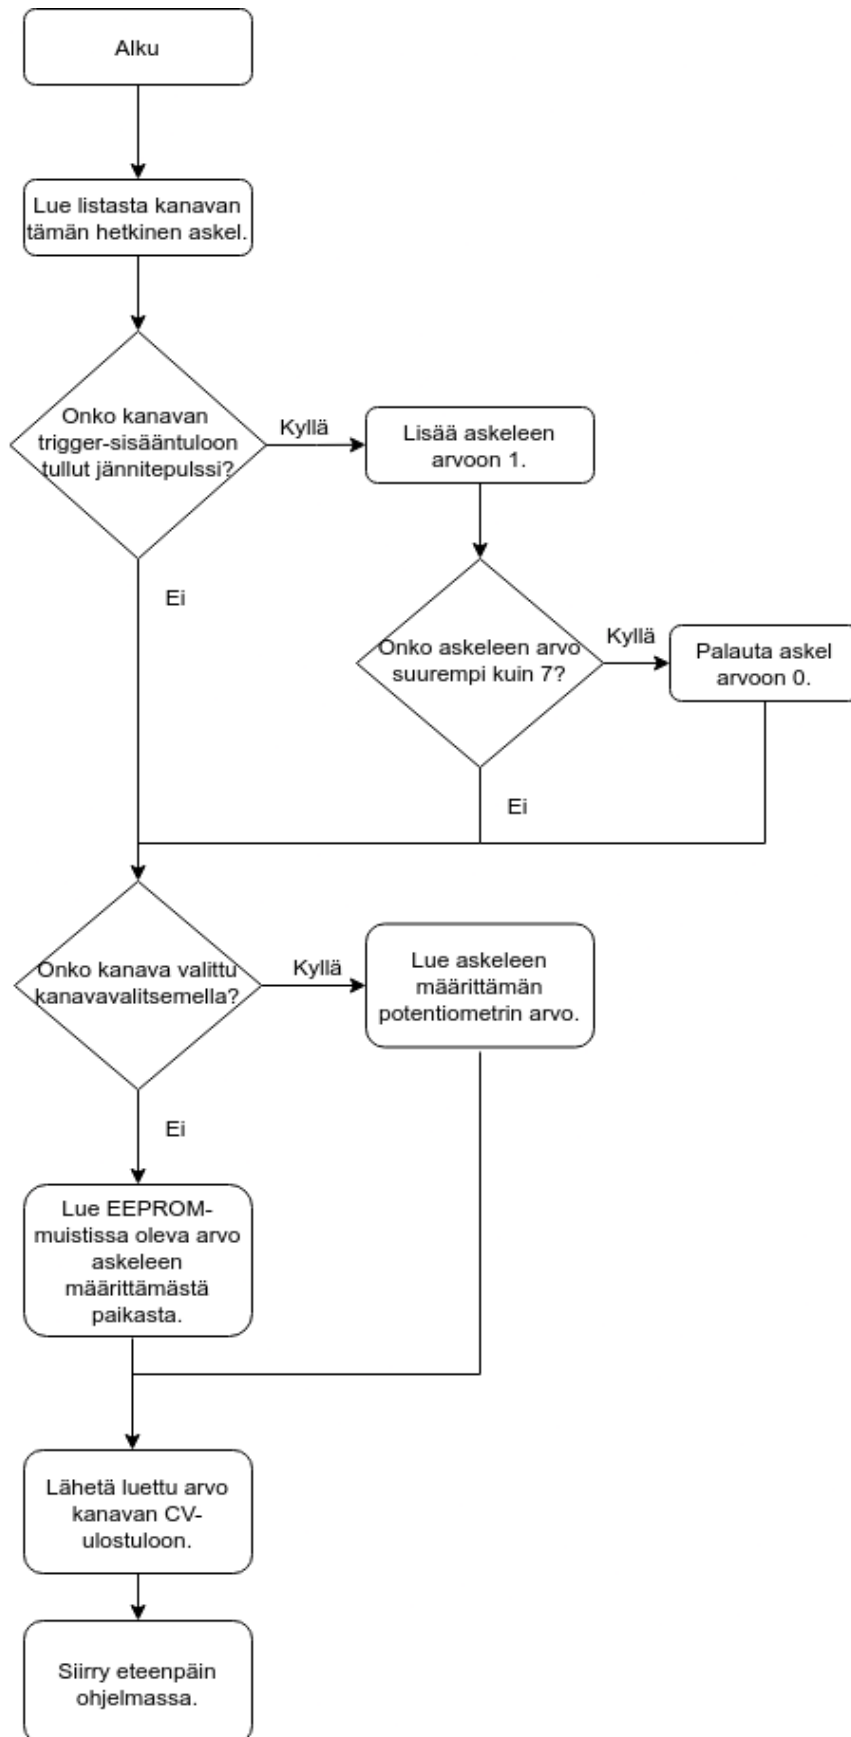 Alku
Lue listasta kanavan
tämän hetkinen askel.
Onko kanavan
trigger-sisääntuloon
tullut jännitepulssi?
Kyllä
Lisää askeleen
arvoon 1.
Ei
Onko askeleen arvo
suurempi kuin 7?
Kyllä
Palauta askel
arvoon 0.
Ei
Onko kanava valittu
kanavavalitsemella?
Kyllä
Lue askeleen
määrittämän
potentiometrin arvo.
Ei
Lue EEPROM-
muistissa oleva arvo
askeleen
määrittämästä
paikasta.
Lähetä luettu arvo
kanavan CV-
ulostuloon.
Siirry eteenpäin
ohjelmassa.